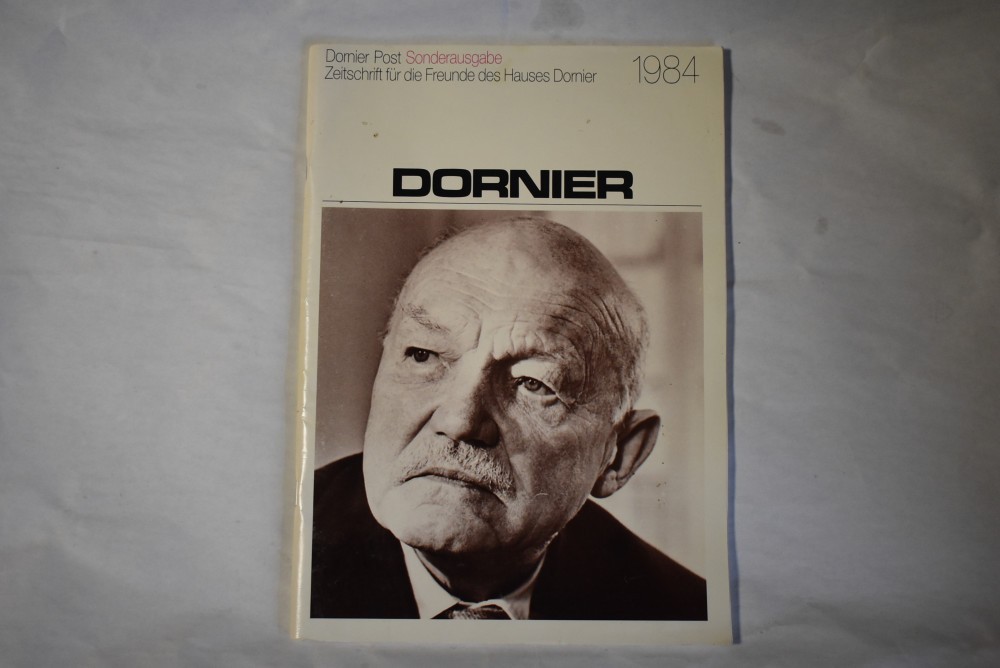 Dornier Post Sonderausgabe
Zeitschrift für die Freunde des Hauses Dornier 1984
DORNIER